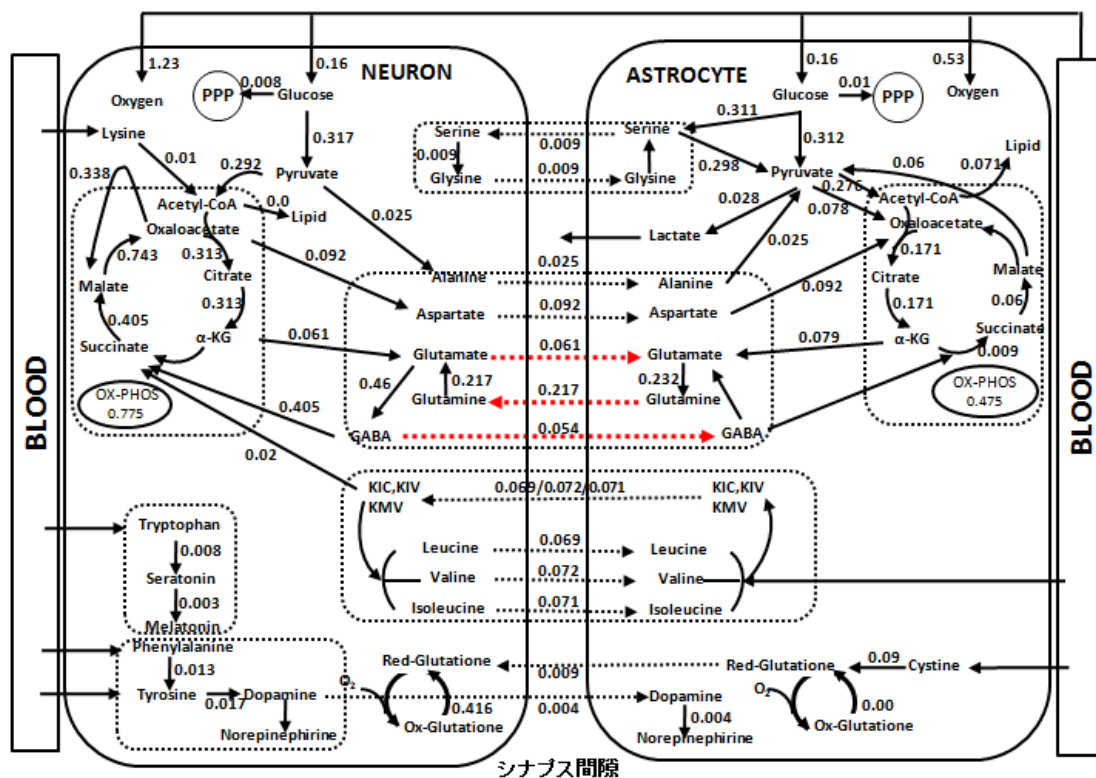 1.23
0.16
NEURON
0.008
PPP
Glucose
Oxygen
Lysine
0.317
0.01
0.338
0.292
Pyruvate
Acetyl-CoA
0.0
Lipid
Oxaloacetate
0.025
0.743
0.313
0.092
Citrate
Malate
0.313
0.405
α-KG
Succinate
0.061
OX-PHOS
0.775
0.405
0.02
BLOOD
ASTROCYTE
0.16
0.53
Glucose
0.01
PPP
Oxygen
0.311
0.312
Serine
0.009
Serine
0.009
0.298
Glysine
0.009
Glysine
Pyruvate
0.06
0.071
Lipid
0.276
Acetyl-CoA
0.028
0.078
Oxaloacetate
Lactate
0.171
0.025
Citrate
Malate
0.092
0.171
0.06
Succinate
α-KG
0.079
0.009
OX-PHOS
0.475
BLOOD
Alanine
0.025
Alanine
Aspartate
0.092
Aspartate
Glutamate
0.061
Glutamate
0.46
0.217
0.232
Glutamine
0.217
Glutamine
GABA
0.054
GABA
KIC,KIV
KMV
0.069/0.072/0.071
KIC,KIV
KMV
Leucine
0.069
Leucine
Valine
0.072
Valine
Isoleucine
0.071
Isoleucine
Tryptophan
0.008
Seratonin
0.003
Melatonin
Phenylalanine
0.013
Tyrosine
0.017
Dopamine
Norepinephirine
O2
Red-Glutatione
0.416
Ox-Glutatione
0.009
0.004
Red-Glutatione
0.09
Cystine
Dopamine
O2
0.004
0.00
Norepinephirine
Ox-Glutatione
シナプス間隙